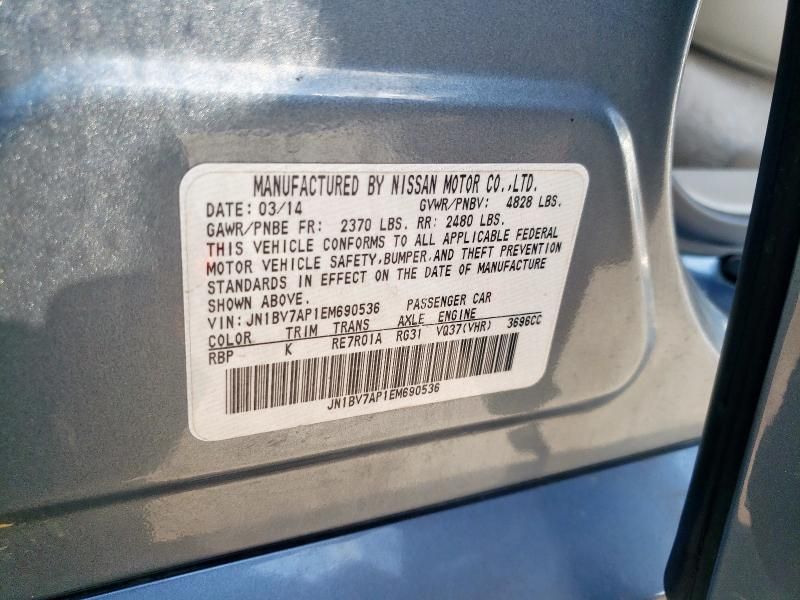 MANUFACTURED BY NISSAN MOTOR CO.,LTD.
DATE: 03/14 GVWR/PNBV: 4828 LBS.
GAWR/PNBE FR: 2370 LBS. RR: 2480 LBS.
THIS VEHICLE CONFORMS TO ALL APPLICABLE FEDERAL
MOTOR VEHICLE SAFETY, BUMPER, AND THEFT PREVENTION
STANDARDS IN EFFECT ON THE DATE OF MANUFACTURE
SHOWN ABOVE.
VIN: JN1BV7AP1EM690536 PASSENGER CAR
COLOR TRIM TRANS AXLE ENGINE
RBP K RE7R01A RG31 VQ37(VHR) 3696CC
JN1BV7AP1EM690536